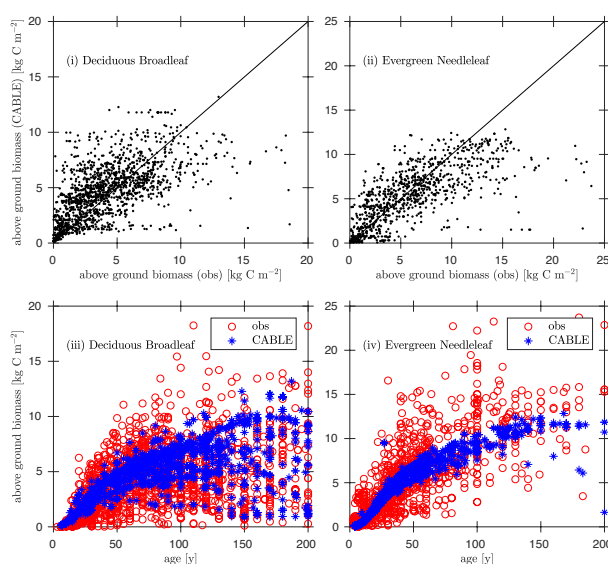 20
15
10
5
0
above ground biomass (CABLE) [kg C m⁻²]
(i) Deciduous Broadleaf
0 5 10 15 20
above ground biomass (obs) [kg C m⁻²]
25
20
15
10
5
0
(ii) Evergreen Needleleaf
0 5 10 15 20 25
above ground biomass (obs) [kg C m⁻²]
20
15
10
5
0
above ground biomass [kg C m⁻²]
obs
CABLE
(iii) Deciduous Broadleaf
0 50 100 150 200
age [y]
25
20
15
10
5
0
obs
CABLE
(iv) Evergreen Needleleaf
0 50 100 150 200
age [y]